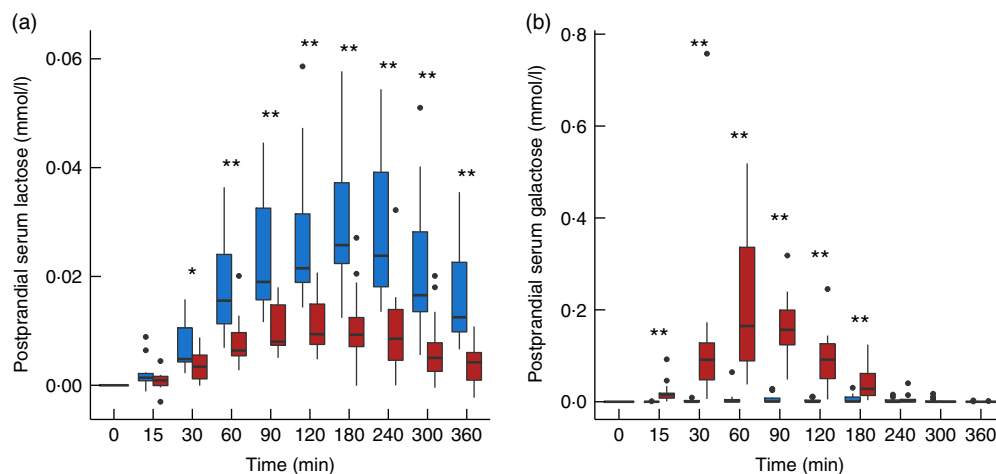 (a)
Postprandial serum lactose (mmol/l)
0·06
0·04
0·02
0·00
* ** ** ** ** ** ** **
0 15 30 60 90 120 180 240 300 360
Time (min)
(b)
Postprandial serum galactose (mmol/l)
0·8
0·6
0·4
0·2
0·0
** ** ** ** ** **
0 15 30 60 90 120 180 240 300 360
Time (min)